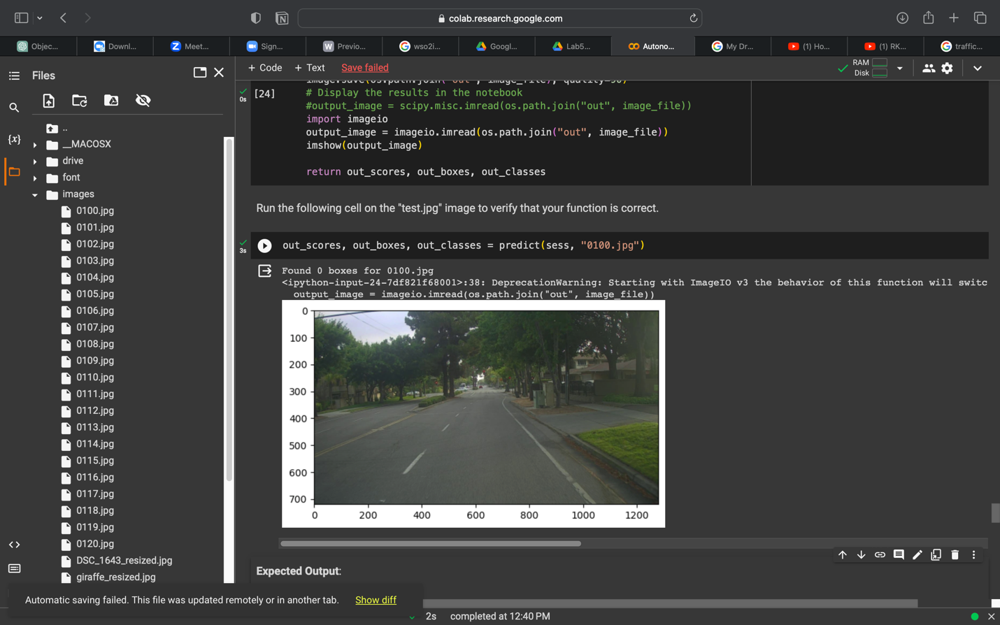 colab.research.google.com
Objec...
Downl...
Meet...
Sign...
Previo...
wso2i...
Googl...
Lab5...
Autono...
My Dr...
(1) Ho...
(1) RK...
traffic...
Files
+ Code
+ Text
Save failed
RAM
Disk
..
__MACOSX
drive
font
images
0100.jpg
0101.jpg
0102.jpg
0103.jpg
0104.jpg
0105.jpg
0106.jpg
0107.jpg
0108.jpg
0109.jpg
0110.jpg
0111.jpg
0112.jpg
0113.jpg
0114.jpg
0115.jpg
0116.jpg
0117.jpg
0118.jpg
0119.jpg
0120.jpg
DSC_1643_resized.jpg
giraffe_resized.jpg
{x}
0s
[24]
image.save(os.path.join("out", image_file), quality=90)
# Display the results in the notebook
#output_image = scipy.misc.imread(os.path.join("out", image_file))
import imageio
output_image = imageio.imread(os.path.join("out", image_file))
imshow(output_image)
return out_scores, out_boxes, out_classes
Run the following cell on the "test.jpg" image to verify that your function is correct.
3s
out_scores, out_boxes, out_classes = predict(sess, "0100.jpg")
Found 0 boxes for 0100.jpg
<ipython-input-24-7df821f68001>:38: DeprecationWarning: Starting with ImageIO v3 the behavior of this function will switc
output_image = imageio.imread(os.path.join("out", image_file))
0
100
200
300
400
500
600
700
0 200 400 600 800 1000 1200
Expected Output:
Automatic saving failed. This file was updated remotely or in another tab. Show diff
2s completed at 12:40 PM